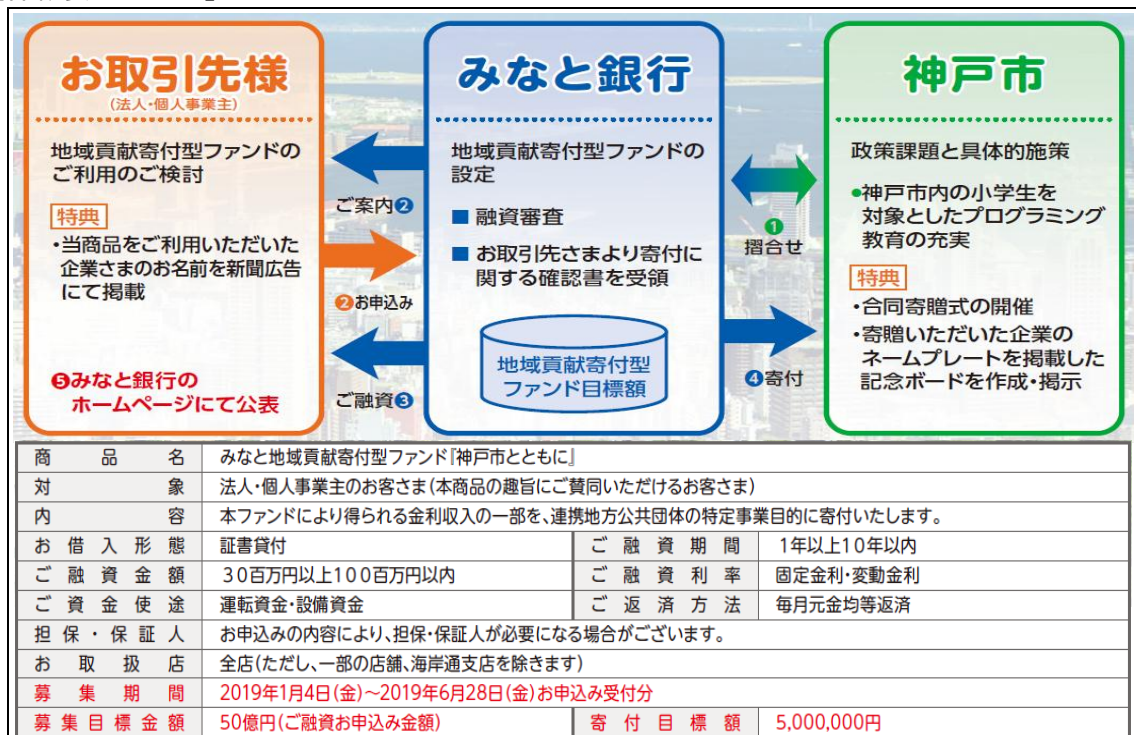 お取引先様
(法人・個人事業主)
地域貢献寄付型ファンドの
ご利用のご検討
特典
・当商品をご利用いただいた
企業さまのお名前を新聞広告
にて掲載
❺みなと銀行の
ホームページにて公表
ご案内❷
❷お申込み
ご融資❸
みなと銀行
地域貢献寄付型ファンドの
設定
■ 融資審査
■ お取引先さまより寄付に
関する確認書を受領
地域貢献寄付型
ファンド目標額
❶
摺合せ
❹寄付
神戸市
政策課題と具体的施策
●神戸市内の小学生を
対象としたプログラミング
教育の充実
特典
・合同寄贈式の開催
・寄贈いただいた企業の
ネームプレートを掲載した
記念ボードを作成・掲示
商品名 みなと地域貢献寄付型ファンド『神戸市とともに』
対象 法人・個人事業主のお客さま(本商品の趣旨にご賛同いただけるお客さま)
内容 本ファンドにより得られる金利収入の一部を、連携地方公共団体の特定事業目的に寄付いたします。
お借入形態 証書貸付 ご融資期間 1年以上10年以内
ご融資金額 30百万円以上100百万円以内 ご融資利率 固定金利・変動金利
ご資金使途 運転資金・設備資金 ご返済方法 毎月元金均等返済
担保・保証人 お申込みの内容により、担保・保証人が必要になる場合がございます。
お取扱店 全店(ただし、一部の店舗、海岸通支店を除きます)
募集期間 2019年1月4日(金)～2019年6月28日(金)お申込み受付分
募集目標金額 50億円(ご融資お申込み金額) 寄付目標額 5,000,000円